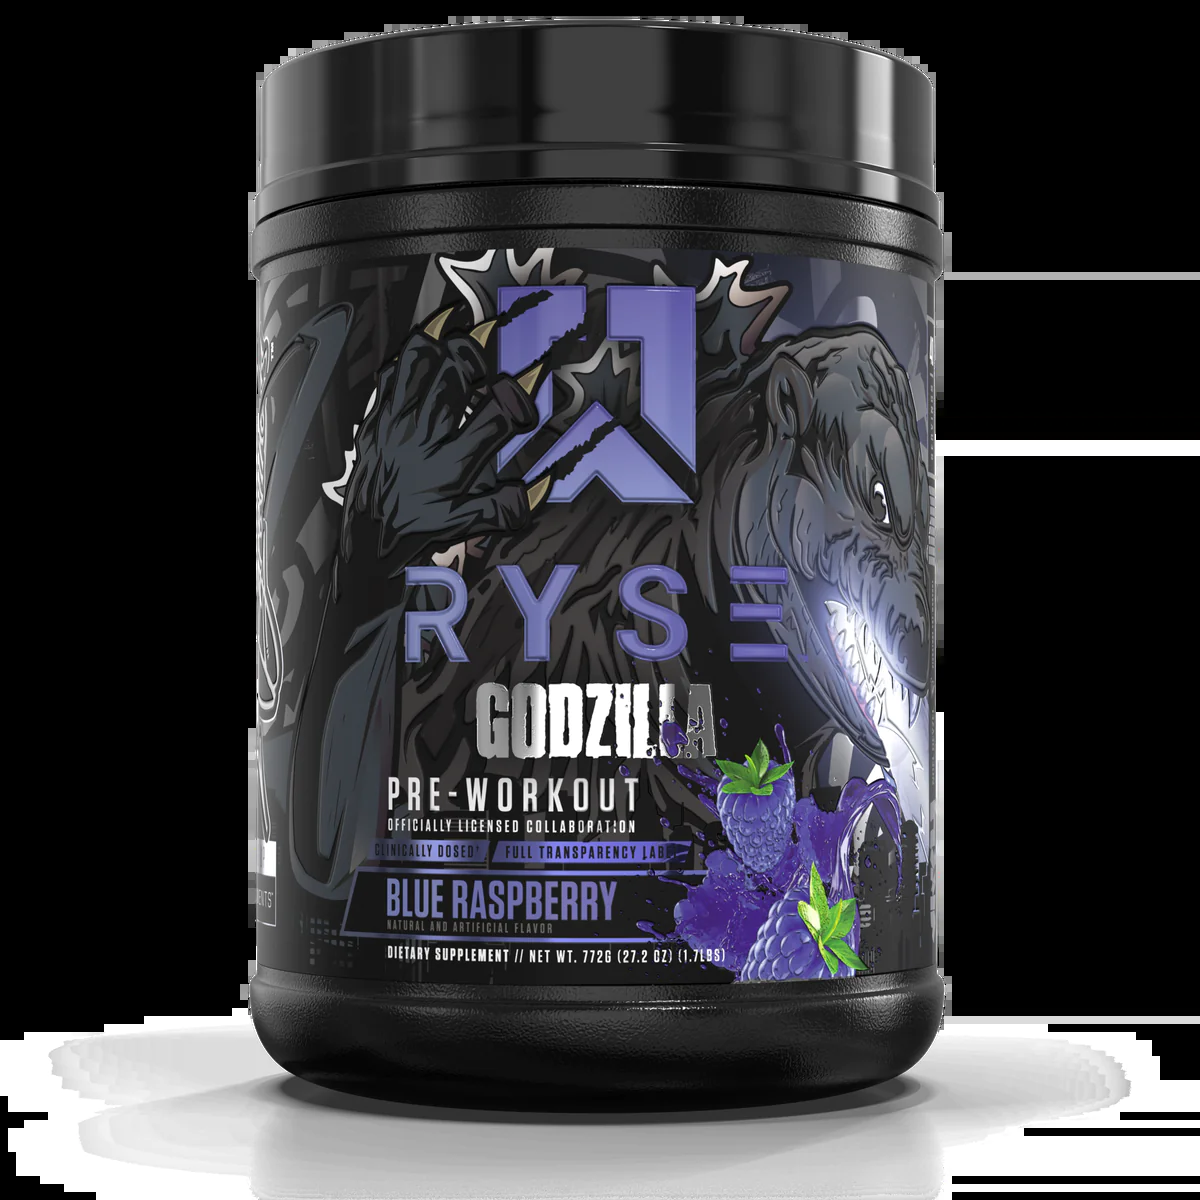 RYSE
GODZILLA
PRE-WORKOUT
OFFICIALLY LICENSED COLLABORATION
CLINICALLY DOSED† FULL TRANSPARENCY LAB
BLUE RASPBERRY
NATURAL AND ARTIFICIAL FLAVOR
DIETARY SUPPLEMENT // NET WT. 772G (27.2 OZ) (1.7LBS)